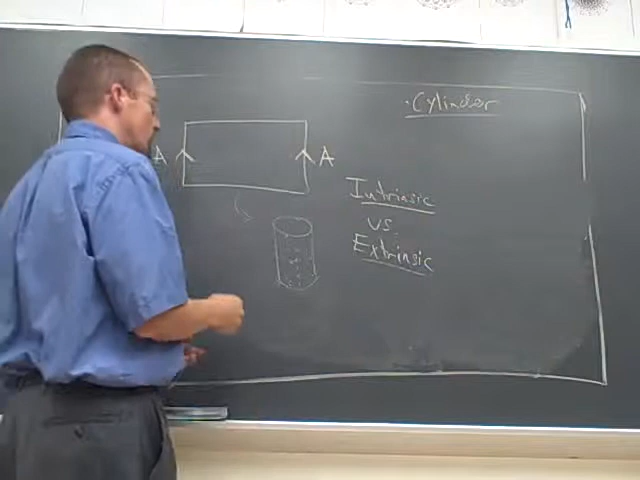 · Cylinder
A A
Intrinsic
vs.
Extrinsic